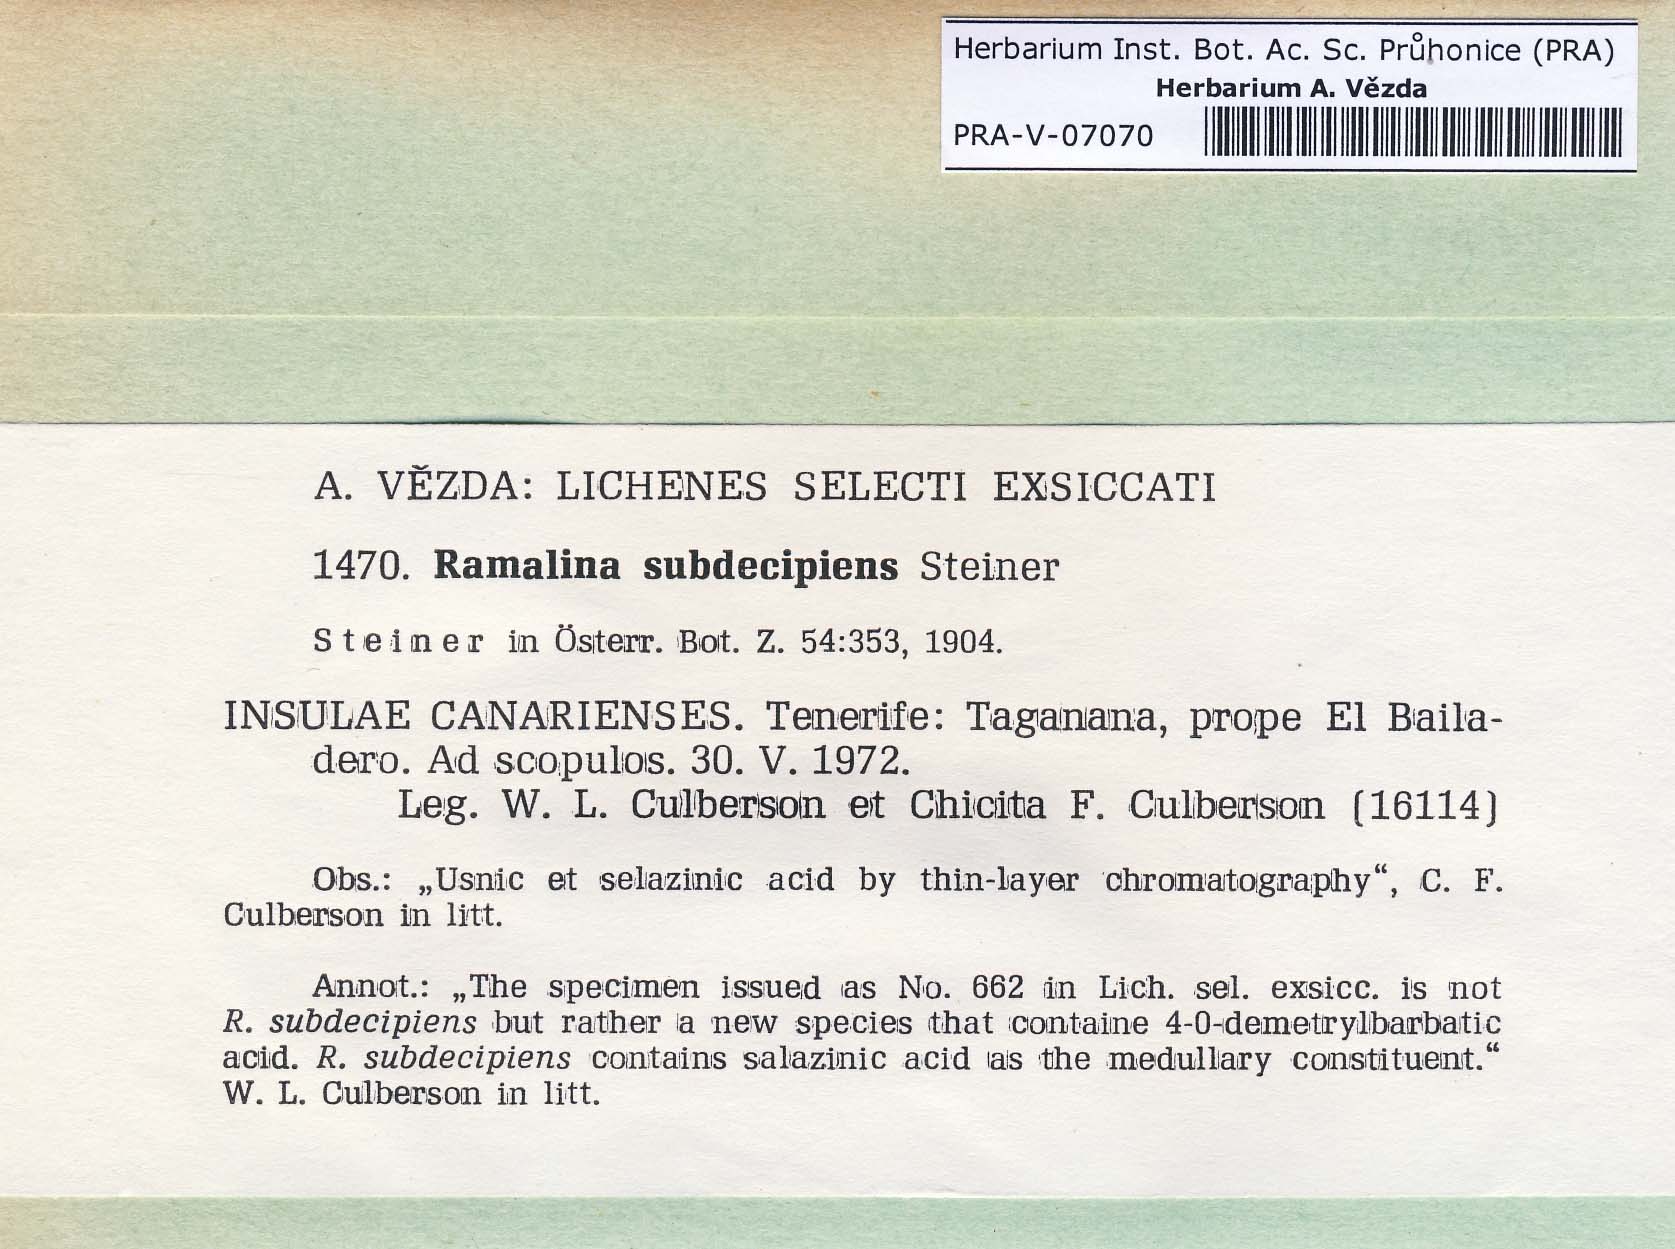 Herbarium Inst. Bot. Ac. Sc. Průhonice (PRA)
Herbarium A. Vězda
PRA-V-07070
A. VĚZDA: LICHENES SELECTI EXSICCATI
1470. Ramalina subdecipiens Steiner
Steiner in Österr. Bot. Z. 54:353, 1904.
INSULAE CANARIENSES. Tenerife: Taganana, prope El Baila-
dero. Ad scopulos. 30. V. 1972.
Leg. W. L. Culberson et Chicita F. Culberson (16114)
Obs.: „Usnic et selazinic acid by thin-layer chromatography“, C. F.
Culberson in litt.
Annot.: „The specimen issued as No. 662 in Lich. sel. exsicc. is not
R. subdecipiens but rather a new species that containe 4-0-demetrylbarbatic
acid. R. subdecipiens contains salazinic acid as the medullary constituent.“
W. L. Culberson in litt.